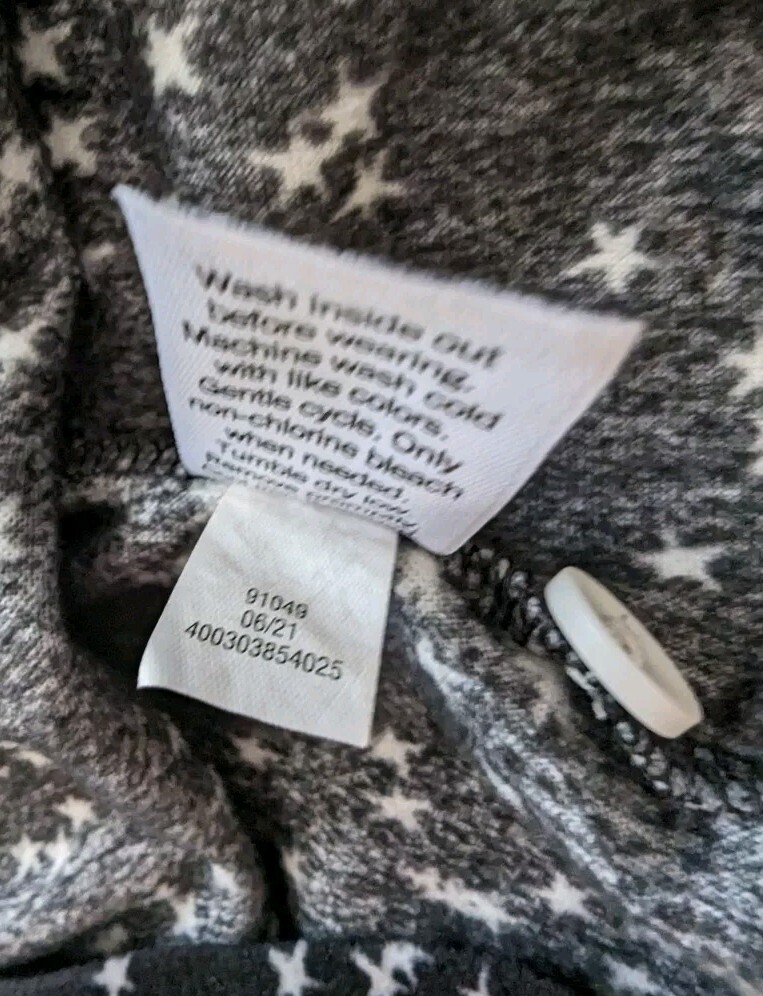 Wash inside out
before wearing.
Machine wash cold
with like colors.
Gentle cycle. Only
non-chlorine bleach
when needed.
Tumble dry low.
91049
06/21
400303854025